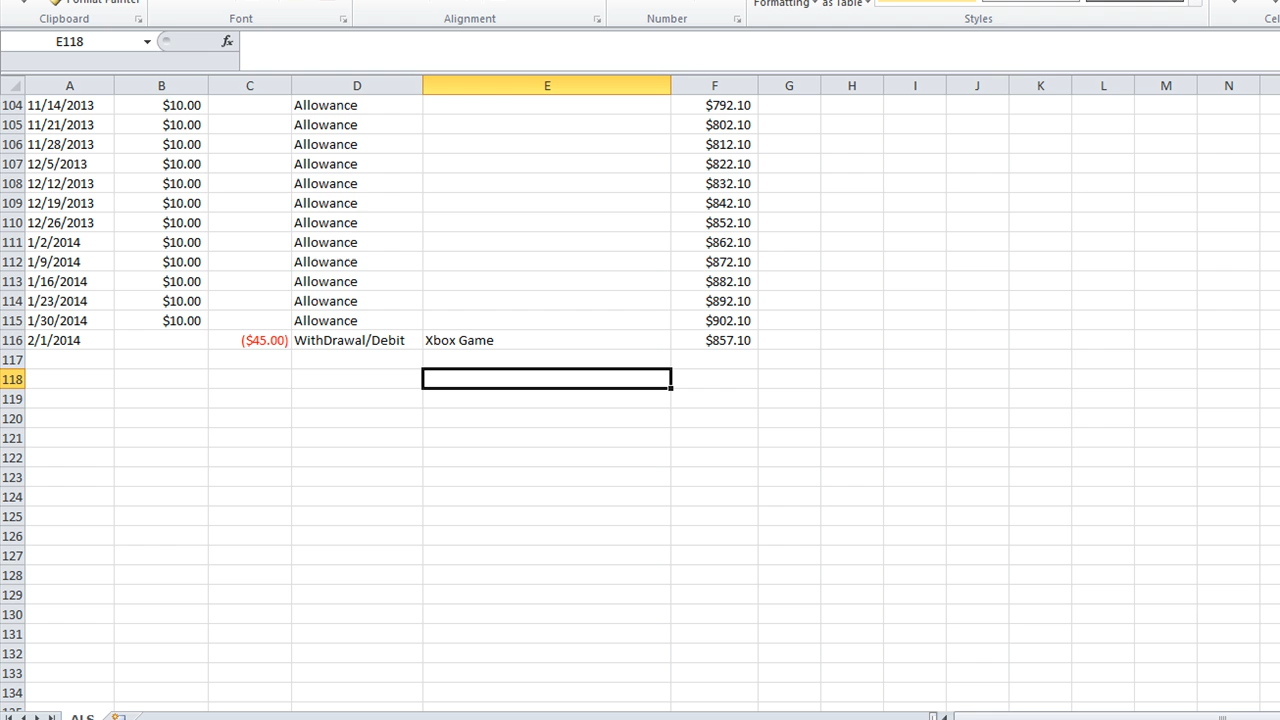 Format Painter
Formatting as Table
Clipboard Font Alignment Number Styles Cel
E118 fx
A B C D E F G H I J K L M N
104 11/14/2013 $10.00 Allowance $792.10
105 11/21/2013 $10.00 Allowance $802.10
106 11/28/2013 $10.00 Allowance $812.10
107 12/5/2013 $10.00 Allowance $822.10
108 12/12/2013 $10.00 Allowance $832.10
109 12/19/2013 $10.00 Allowance $842.10
110 12/26/2013 $10.00 Allowance $852.10
111 1/2/2014 $10.00 Allowance $862.10
112 1/9/2014 $10.00 Allowance $872.10
113 1/16/2014 $10.00 Allowance $882.10
114 1/23/2014 $10.00 Allowance $892.10
115 1/30/2014 $10.00 Allowance $902.10
116 2/1/2014 ($45.00) WithDrawal/Debit Xbox Game $857.10
117
118
119
120
121
122
123
124
125
126
127
128
129
130
131
132
133
134
ALS